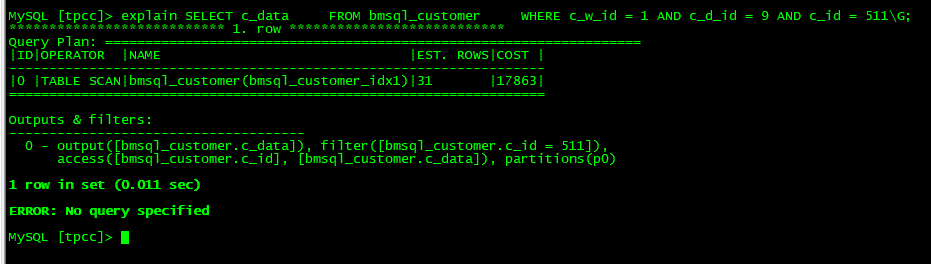 MySQL [tpcc]> explain SELECT c_data     FROM bmsql_customer     WHERE c_w_id = 1 AND c_d_id = 9 AND c_id = 511\G;
*************************** 1. row ***************************
Query Plan: ===================================================================
|ID|OPERATOR  |NAME                               |EST. ROWS|COST |
-------------------------------------------------------------------
|0 |TABLE SCAN|bmsql_customer(bmsql_customer_idx1)|31       |17863|
===================================================================
Outputs & filters:
-------------------------------------
  0 - output([bmsql_customer.c_data]), filter([bmsql_customer.c_id = 511]),
      access([bmsql_customer.c_id], [bmsql_customer.c_data]), partitions(p0)
1 row in set (0.011 sec)
ERROR: No query specified
MySQL [tpcc]>